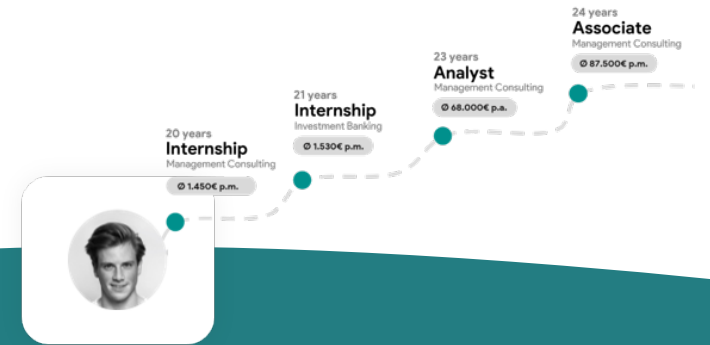 24 years
Associate
Management Consulting
Ø 87.500€ p.m.
23 years
Analyst
Management Consulting
Ø 68.000€ p.a.
21 years
Internship
Investment Banking
Ø 1.530€ p.m.
20 years
Internship
Management Consulting
Ø 1.450€ p.m.